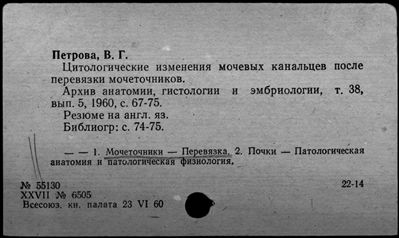 Петрова, В. Г.
Цитологические изменения мочевых канальцев после
перевязки мочеточников.
Архив анатомии, гистологии и эмбриологии, т. 38,
вып. 5, 1960, с. 67-75.
Резюме на англ. яз.
Библиогр: с. 74-75.
— — 1. Мочеточники — Перевязка. 2. Почки — Патологическая
анатомия и патологическая физиология.
№ 55130
22-14
XXVII № 6505
Всесоюз. кн. палата 23 VI 60